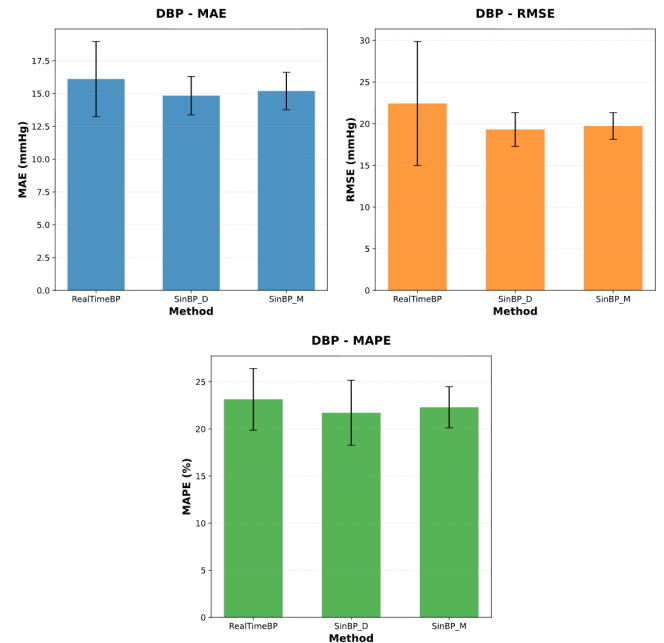 DBP - MAE
MAE (mmHg)
17.5
15.0
12.5
10.0
7.5
5.0
2.5
0.0
RealTimeBP
SinBP_D
SinBP_M
Method
DBP - RMSE
RMSE (mmHg)
30
25
20
15
10
5
0
RealTimeBP
SinBP_D
SinBP_M
Method
DBP - MAPE
MAPE (%)
25
20
15
10
5
0
RealTimeBP
SinBP_D
SinBP_M
Method